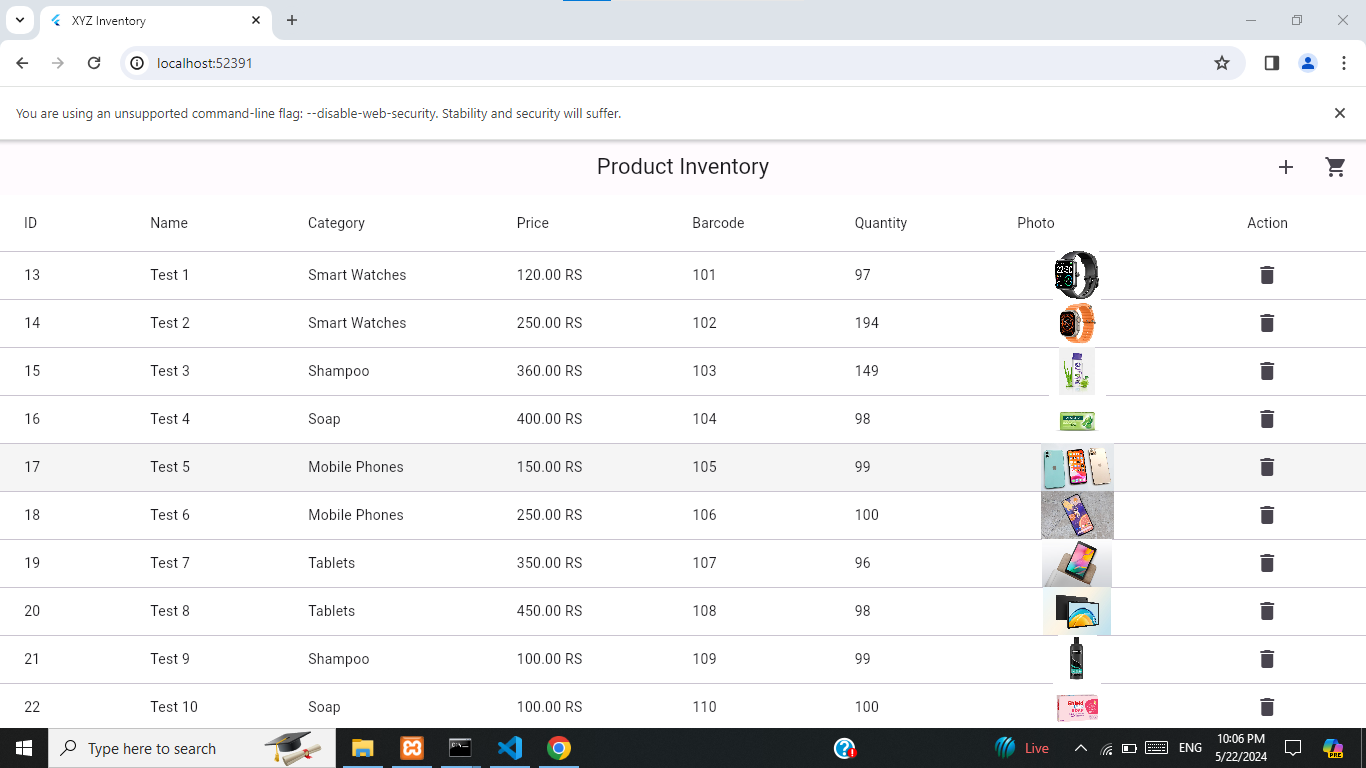 XYZ Inventory
localhost:52391
You are using an unsupported command-line flag: --disable-web-security. Stability and security will suffer.
Product Inventory
ID Name Category Price Barcode Quantity Photo Action
13 Test 1 Smart Watches 120.00 RS 101 97
14 Test 2 Smart Watches 250.00 RS 102 194
15 Test 3 Shampoo 360.00 RS 103 149
16 Test 4 Soap 400.00 RS 104 98
17 Test 5 Mobile Phones 150.00 RS 105 99
18 Test 6 Mobile Phones 250.00 RS 106 100
19 Test 7 Tablets 350.00 RS 107 96
20 Test 8 Tablets 450.00 RS 108 98
21 Test 9 Shampoo 100.00 RS 109 99
22 Test 10 Soap 100.00 RS 110 100
Type here to search
Live
ENG
10:06 PM
5/22/2024
PRE